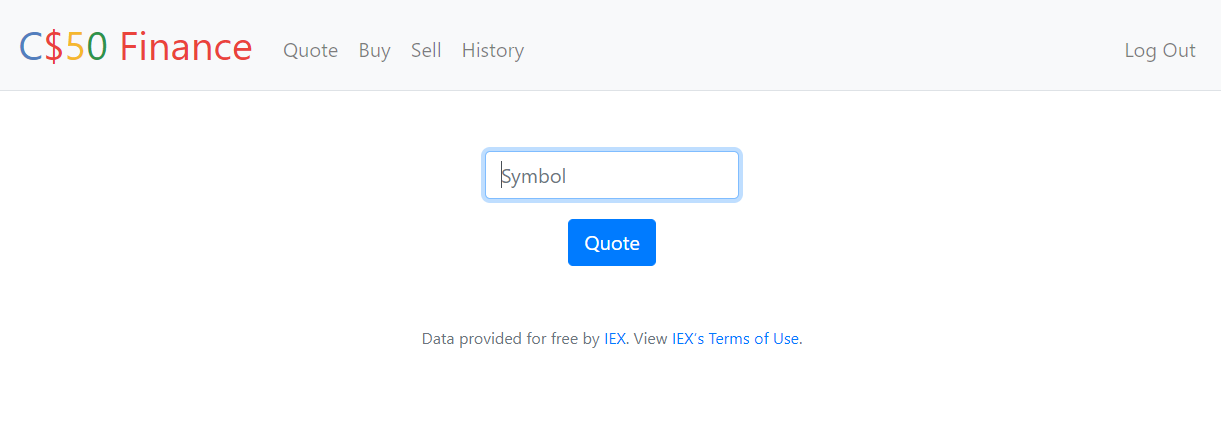 C$50 Finance Quote Buy Sell History Log Out
Symbol
Quote
Data provided for free by IEX. View IEX's Terms of Use.